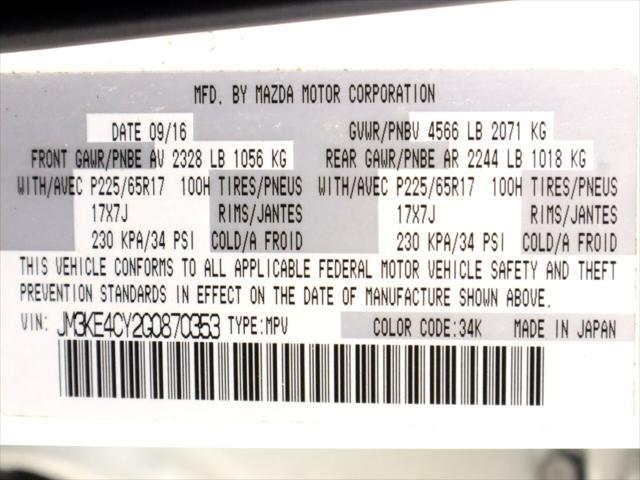 MFD. BY MAZDA MOTOR CORPORATION
DATE 09/16 GVWR/PNBV 4566 LB 2071 KG
FRONT GAWR/PNBE AV 2328 LB 1056 KG REAR GAWR/PNBE AR 2244 LB 1018 KG
WITH/AVEC P225/65R17 100H TIRES/PNEUS WITH/AVEC P225/65R17 100H TIRES/PNEUS
17X7J RIMS/JANTES 17X7J RIMS/JANTES
230 KPA/34 PSI COLD/A FROID 230 KPA/34 PSI COLD/A FROID
THIS VEHICLE CONFORMS TO ALL APPLICABLE FEDERAL MOTOR VEHICLE SAFETY AND THEFT
PREVENTION STANDARDS IN EFFECT ON THE DATE OF MANUFACTURE SHOWN ABOVE.
VIN: JM3KE4CY2G0870353 TYPE:MPV COLOR CODE:34K MADE IN JAPAN